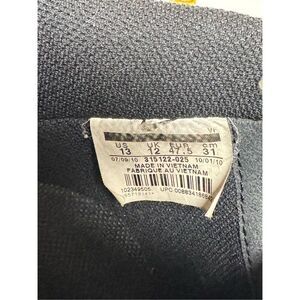 US UK EUR cm
13 12 47.5 31
07/09/10 315122-025 10/01/10
MADE IN VIETNAM
FABRIQUE AU VIETNAM